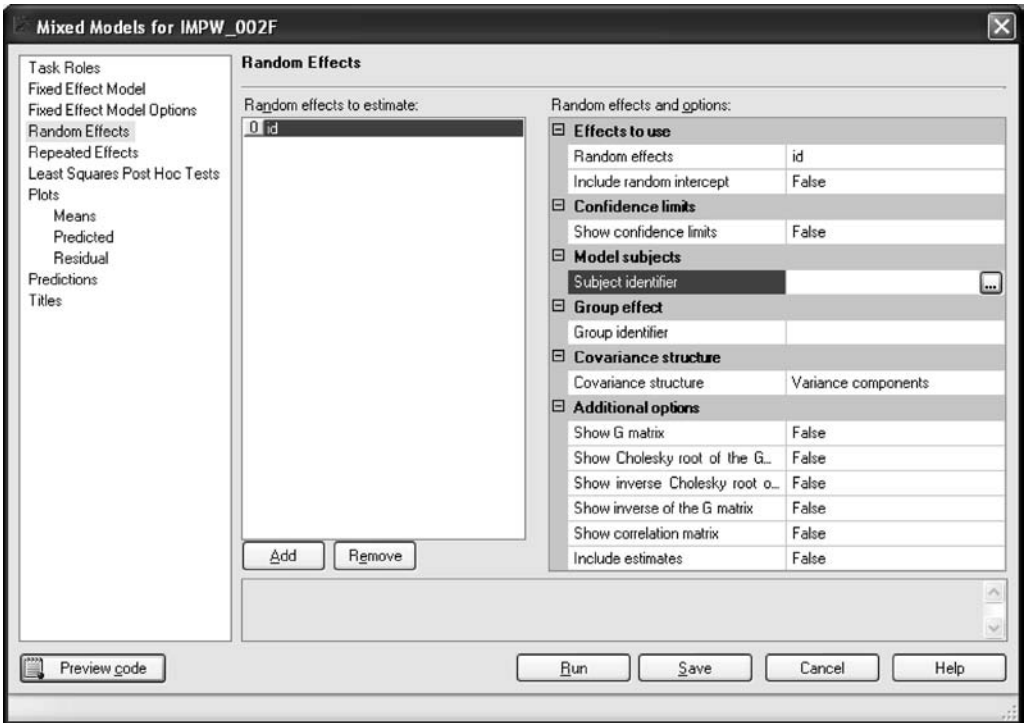 Mixed Models for IMPW_002F
Task Roles
Fixed Effect Model
Fixed Effect Model Options
Random Effects
Repeated Effects
Least Squares Post Hoc Tests
Plots
Means
Predicted
Residual
Predictions
Titles
Random Effects
Random effects to estimate:
0 id
Add Remove
Random effects and options:
Effects to use
Random effects id
Include random intercept False
Confidence limits
Show confidence limits False
Model subjects
Subject identifier ...
Group effect
Group identifier
Covariance structure
Covariance structure Variance components
Additional options
Show G matrix False
Show Cholesky root of the G... False
Show inverse Cholesky root o... False
Show inverse of the G matrix False
Show correlation matrix False
Include estimates False
Preview code Run Save Cancel Help